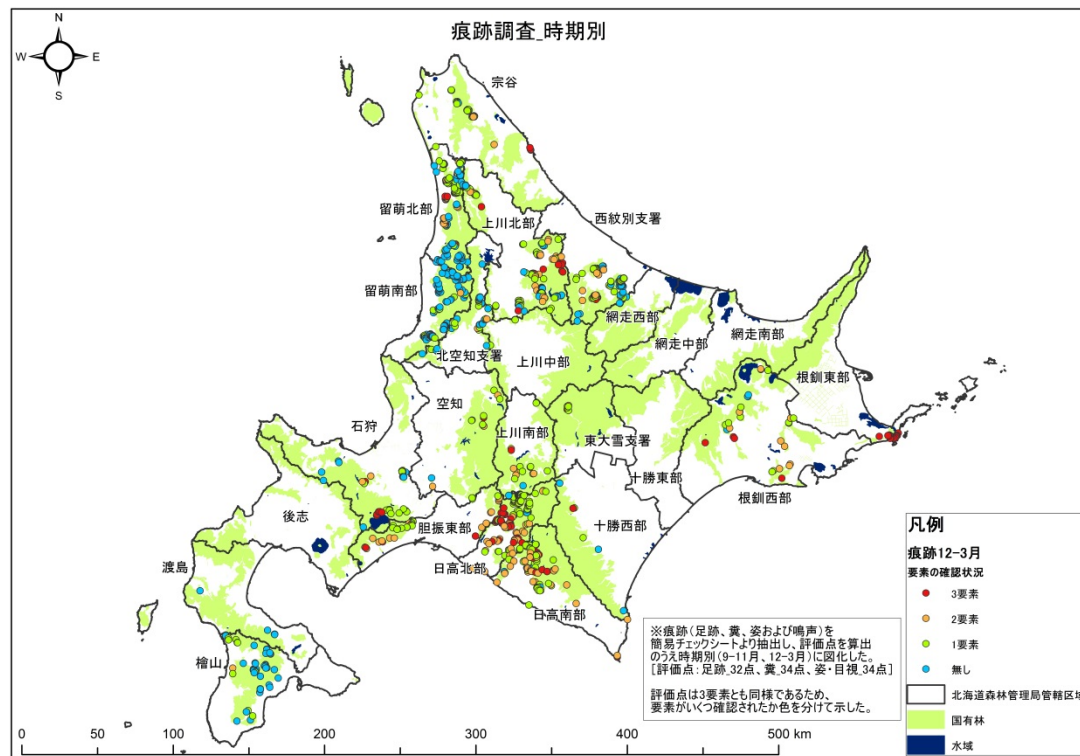 痕跡調査_時期別
N
W
E
S
宗谷
留萌北部
上川北部
西紋別支署
留萌南部
網走西部
網走中部
網走南部
北空知支署
上川中部
根釧東部
空知
石狩
上川南部
東大雪支署
十勝東部
根釧西部
後志
胆振東部
十勝西部
日高北部
渡島
日高南部
檜山
※痕跡(足跡、糞、姿および鳴声)を
簡易チェックシートより抽出し、評価点を算出
のうえ時期別(9-11月、12-3月)に図化した。
[評価点:足跡_32点、糞_34点、姿・目視_34点]
評価点は3要素とも同様であるため、
要素がいくつ確認されたか色を分けて示した。
凡例
痕跡12-3月
要素の確認状況
3要素
2要素
1要素
無し
北海道森林管理局管轄区域
国有林
水域
0 50 100 200 300 400 500 km